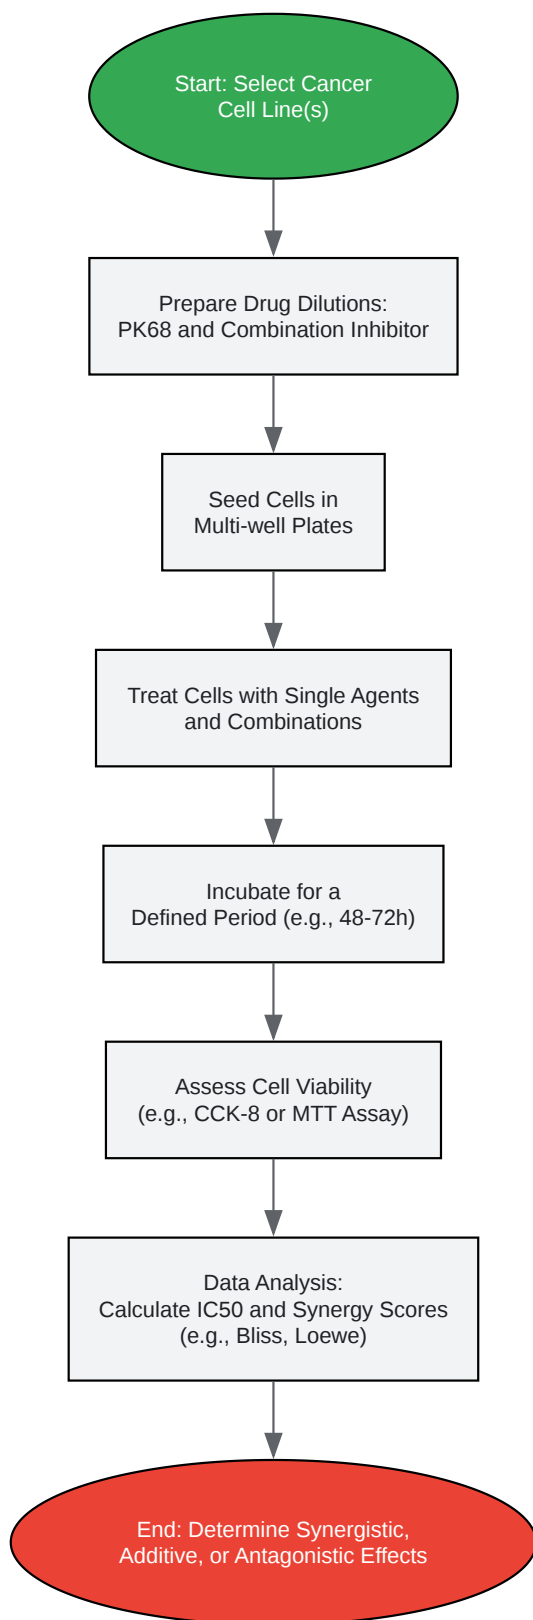 Start: Select Cancer
Cell Line(s)
Prepare Drug Dilutions:
PK68 and Combination Inhibitor
Seed Cells in
Multi-well Plates
Treat Cells with Single Agents
and Combinations
Incubate for a
Defined Period (e.g., 48-72h)
Assess Cell Viability
(e.g., CCK-8 or MTT Assay)
Data Analysis:
Calculate IC50 and Synergy Scores
(e.g., Bliss, Loewe)
End: Determine Synergistic,
Additive, or Antagonistic Effects